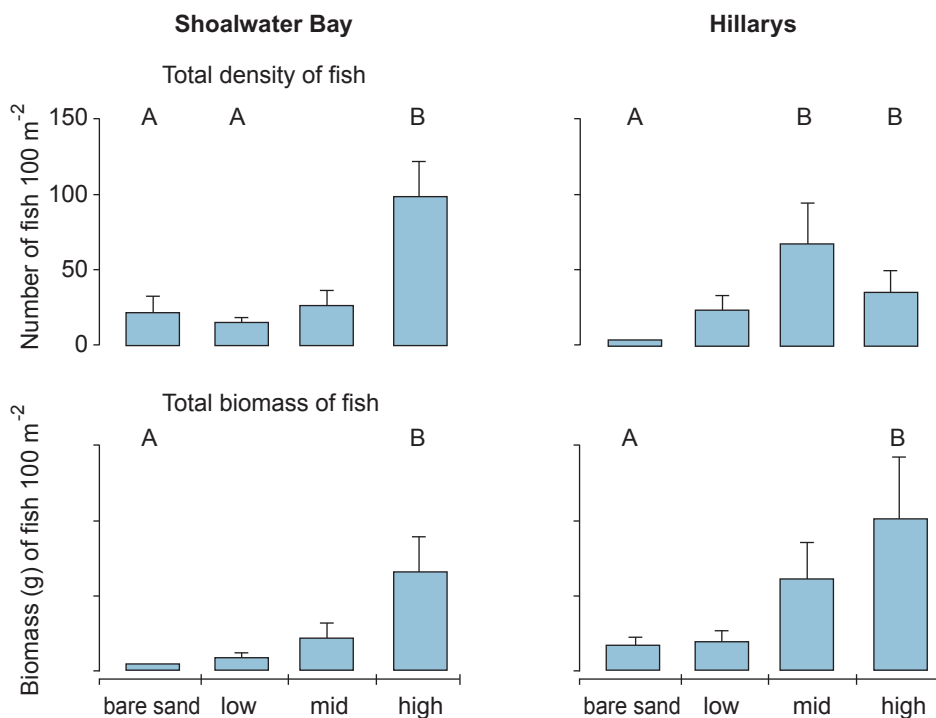 Shoalwater Bay
Hillarys
Total density of fish
Number of fish 100 m⁻²
150
100
50
0
A A B
A B B
Total biomass of fish
Biomass (g) of fish 100 m⁻²
A B
A B
bare sand low mid high
bare sand low mid high